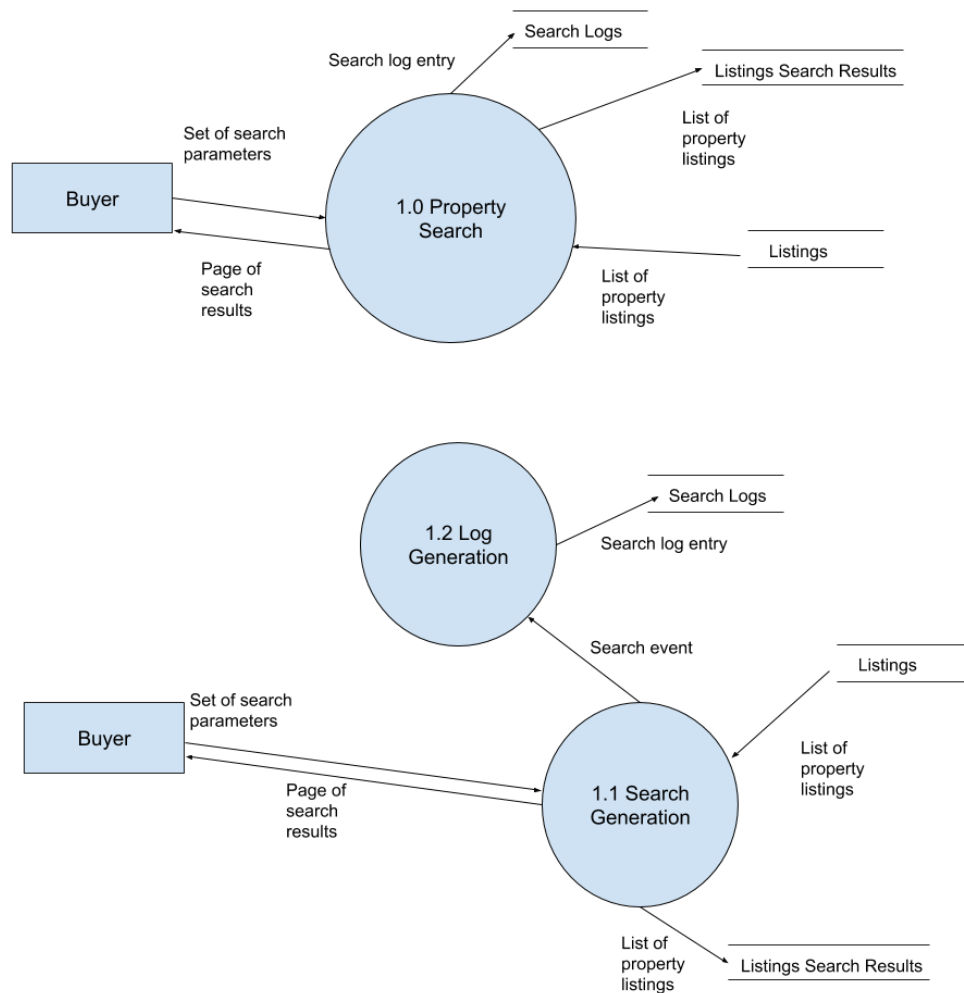 Search Logs
Search log entry
Listings Search Results
List of
property
listings
Set of search
parameters
Buyer
1.0 Property
Search
Page of
search
results
Listings
List of
property
listings
1.2 Log
Generation
Search Logs
Search log entry
Search event
Listings
Set of search
parameters
Buyer
List of
property
listings
Page of
search
results
1.1 Search
Generation
List of
property
listings
Listings Search Results